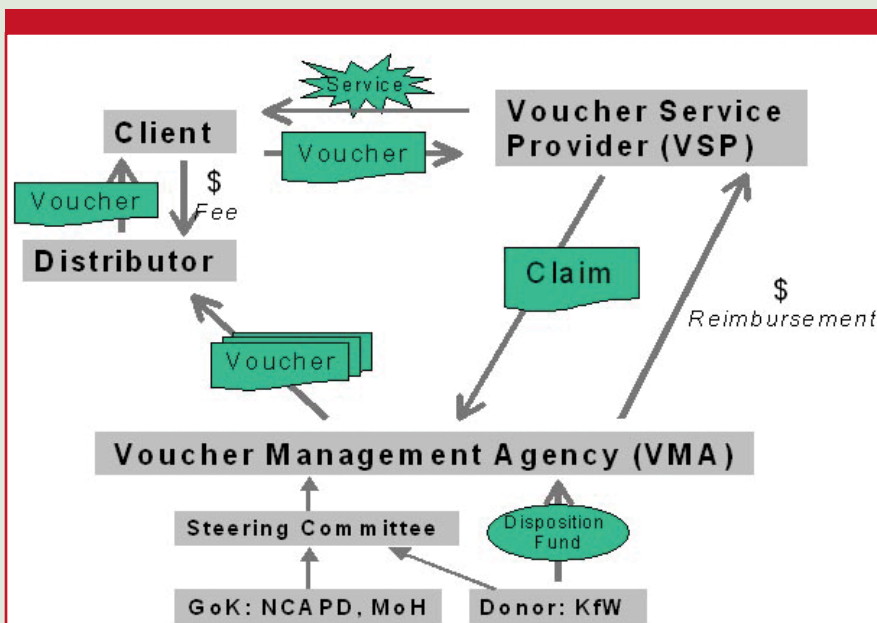 Service
Client
Voucher Service
Provider (VSP)
Voucher
$
Fee
Voucher
Distributor
Claim
$
Reimbursement
Voucher
Voucher Management Agency (VMA)
Steering Committee
Disposition
Fund
GoK: NCAPD, MoH
Donor: KfW